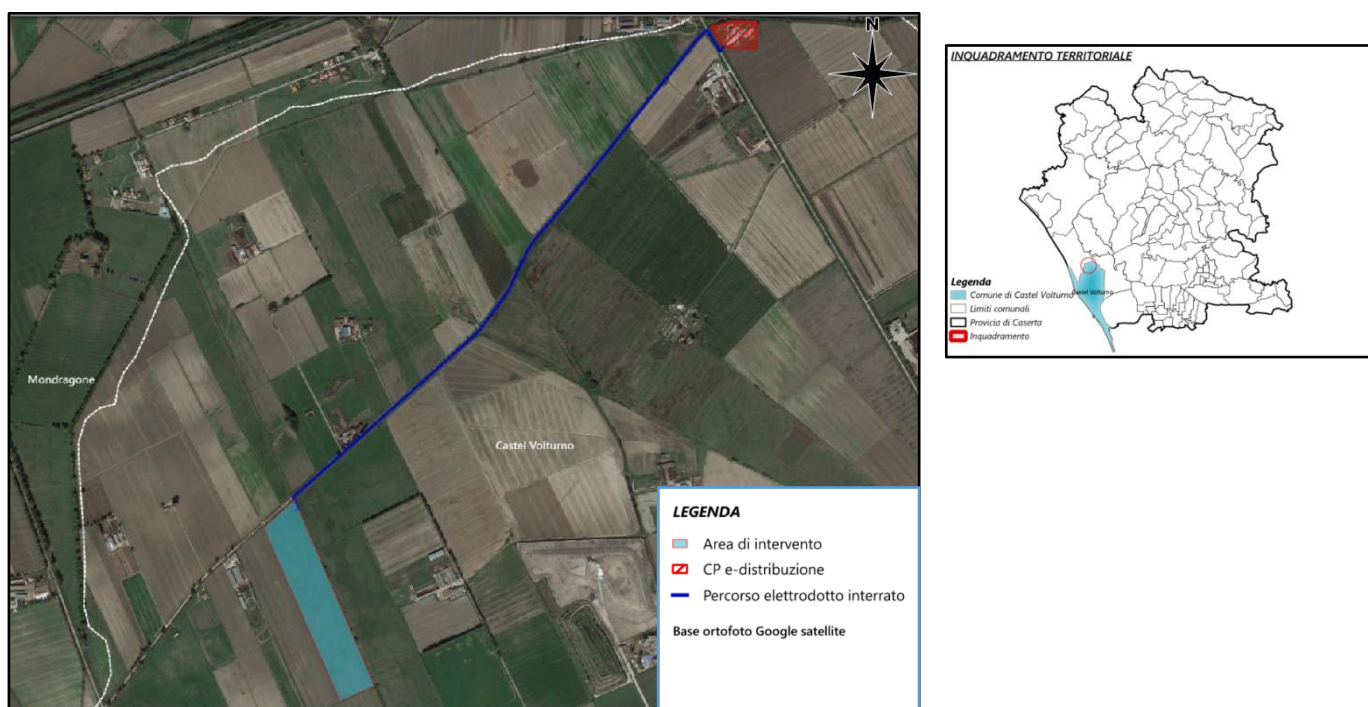 N
Mondragone
Castel Volturno
LEGENDA
Area di intervento
CP e-distribuzione
Percorso elettrodotto interrato
Base ortofoto Google satellite
INQUADRAMENTO TERRITORIALE
Castel Volturno
Legenda
Comune di Castel Volturno
Limiti comunali
Provicia di Caserta
Inquadramento